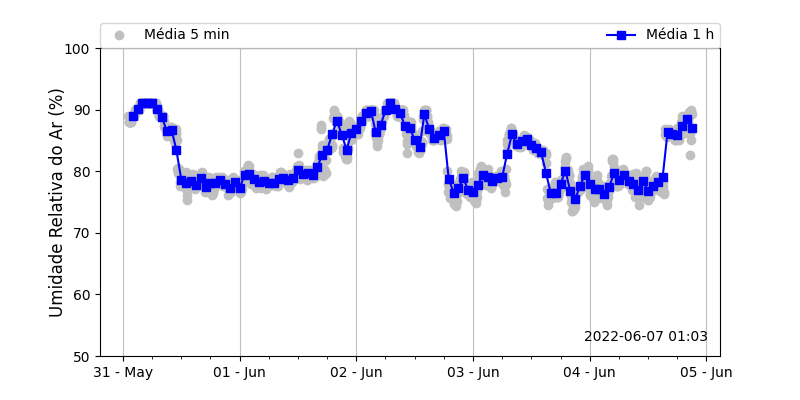 Média 5 min
Média 1 h
Umidade Relativa do Ar (%)
100
90
80
70
60
50
2022-06-07 01:03
31 - May
01 - Jun
02 - Jun
03 - Jun
04 - Jun
05 - Jun